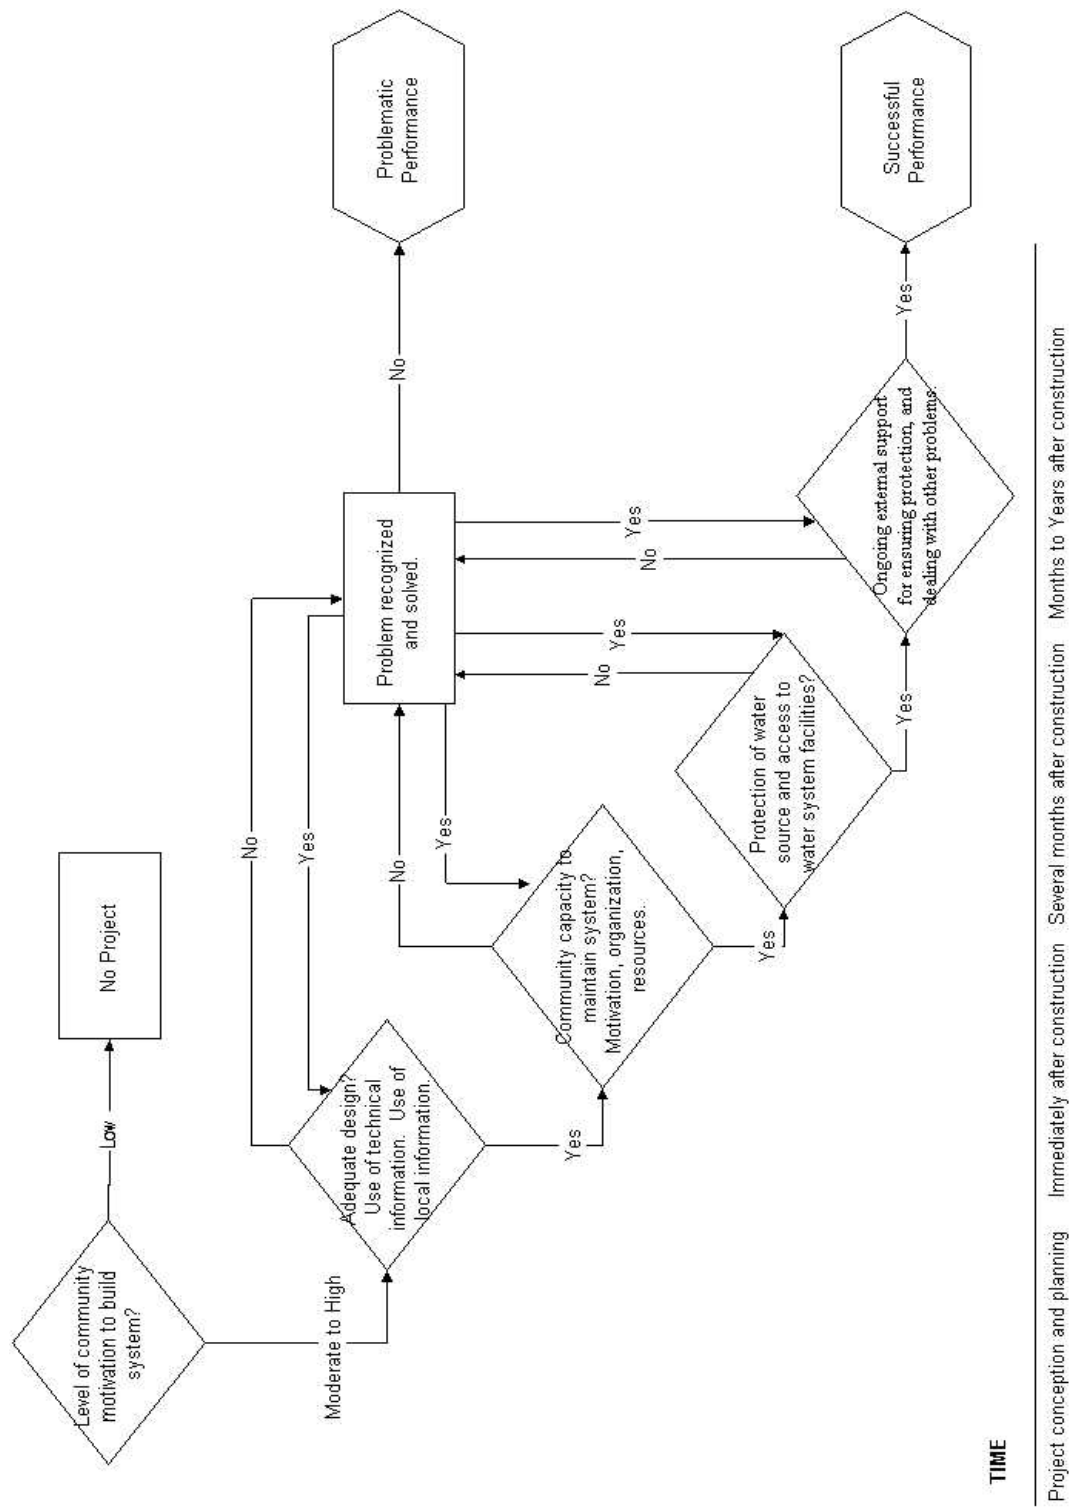 Level of community
motivation to build
system?
Low
No Project
Moderate to High
Adequate design?
Use of technical
information. Use of
local information.
No
Yes
Yes
Community capacity to
maintain system?
Motivation, organization,
resources.
No
Yes
Yes
Problem recognized
and solved.
No
Problematic
Performance
Protection of water
source and access to
water system facilities?
No
Yes
Yes
Ongoing external support
for ensuring protection, and
dealing with other problems.
No
Yes
Yes
Successful
Performance
TIME
Project conception and planning Immediately after construction Several months after construction Months to Years after construction